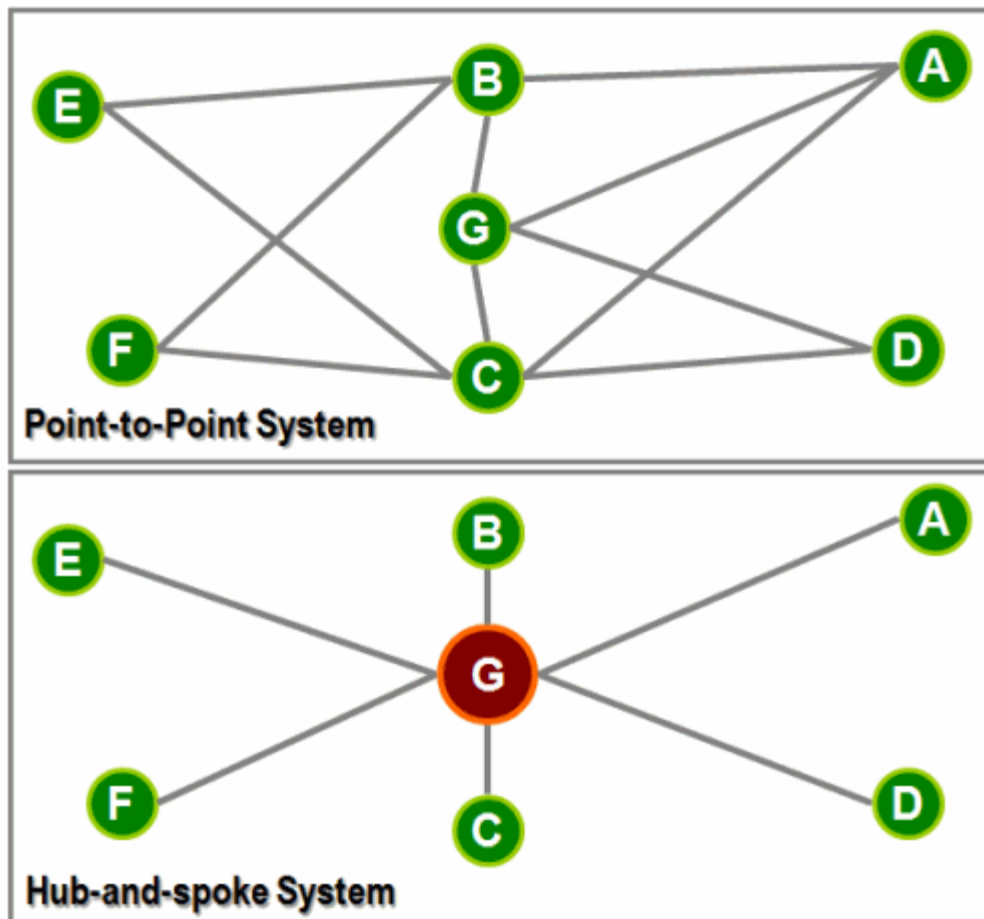 E B A
G
F C D
Point-to-Point System
E B A
G
F C D
Hub-and-spoke System